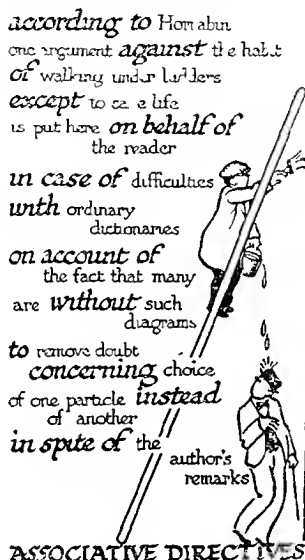 according to Hornabin
one argument against the habit
of walking under ladders
except to save life
is put here on behalf of
the reader
in case of difficulties
with ordinary
dictionaries
on account of
the fact that many
are without such
diagrams
to remove doubt
concerning choice
of one particle instead
of another
in spite of the
author's
remarks
ASSOCIATIVE DIRECTIVES